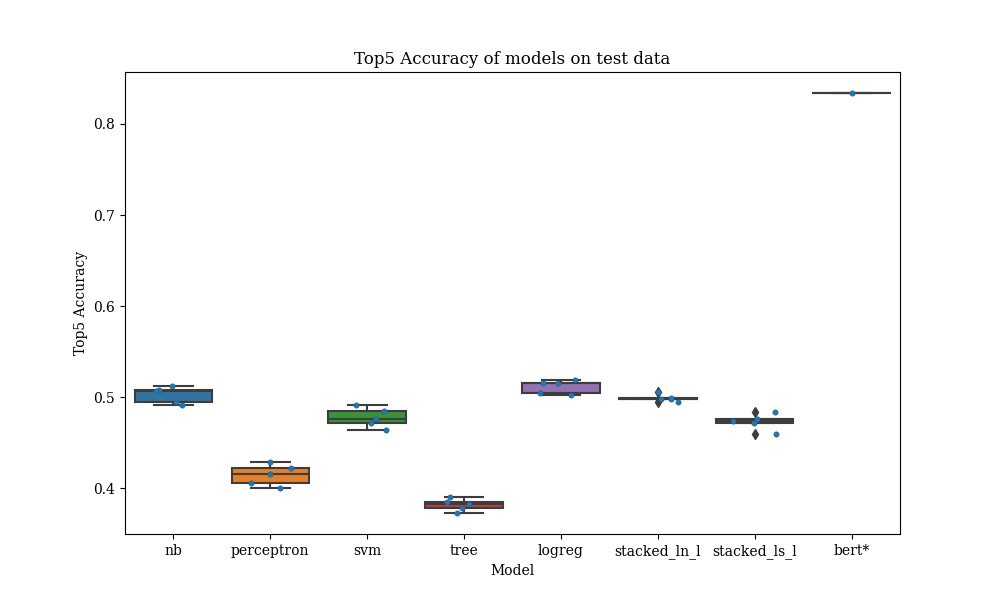 Top5 Accuracy of models on test data
Top5 Accuracy
0.8
0.7
0.6
0.5
0.4
nb perceptron svm tree logreg stacked_ln_l stacked_ls_l bert*
Model